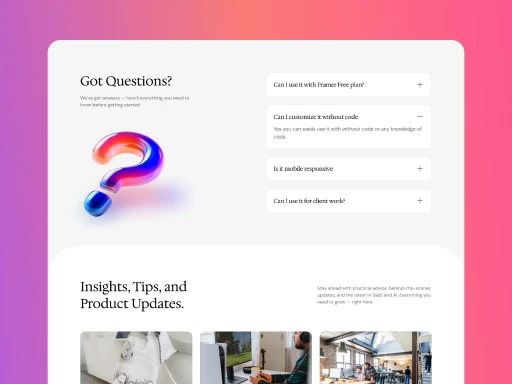 Got Questions?
We've got answers — here's everything you need to
know before getting started.
Can I use it with Framer Free plan?
Can I customize it without code
Yes you can easily use it with without code or any knowledge of
code.
Is it mobile responsive
Can I use it for client work?
Insights, Tips, and
Product Updates.
Stay ahead with practical advice, behind-the-scenes
updates, and the latest in SaaS and AI. Everything you
need to grow — right here.